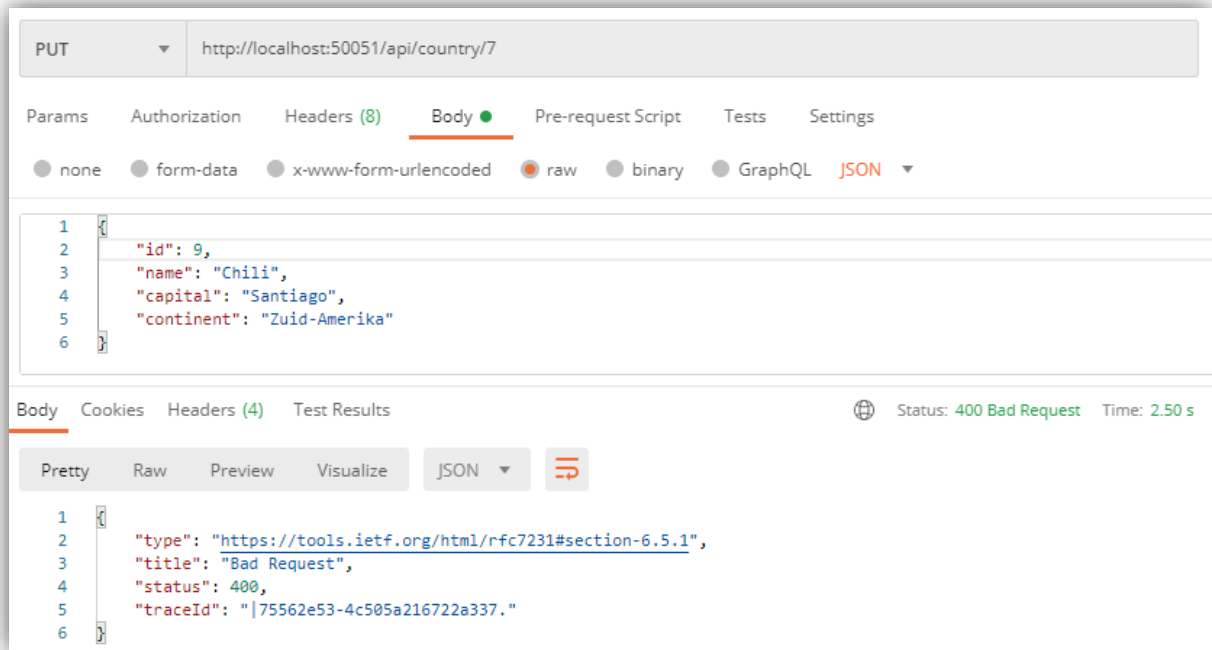 PUT http://localhost:50051/api/country/7
Params Authorization Headers (8) Body Pre-request Script Tests Settings
none form-data x-www-form-urlencoded raw binary GraphQL JSON
1 {
2 "id": 9,
3 "name": "Chili",
4 "capital": "Santiago",
5 "continent": "Zuid-Amerika"
6 }
Body Cookies Headers (4) Test Results Status: 400 Bad Request Time: 2.50 s
Pretty Raw Preview Visualize JSON
1 {
2 "type": "https://tools.ietf.org/html/rfc7231#section-6.5.1",
3 "title": "Bad Request",
4 "status": 400,
5 "traceId": "|75562e53-4c505a216722a337."
6 }